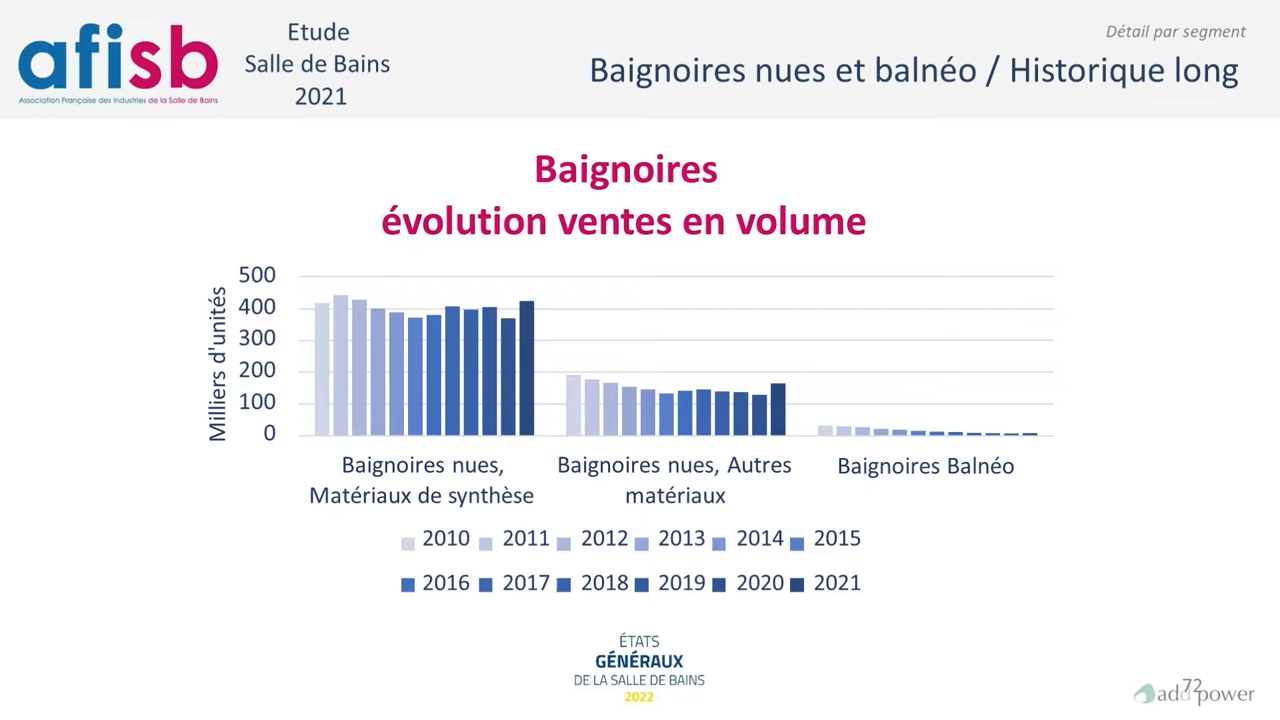 afisb
Association Française des Industries de la Salle de Bains
Etude
Salle de Bains
2021
Détail par segment
Baignoires nues et balnéo / Historique long
Baignoires
évolution ventes en volume
Milliers d'unités
500
400
300
200
100
0
Baignoires nues,
Matériaux de synthèse
Baignoires nues, Autres
matériaux
Baignoires Balnéo
2010 2011 2012 2013 2014 2015
2016 2017 2018 2019 2020 2021
ÉTATS
GÉNÉRAUX
DE LA SALLE DE BAINS
2022
72
add power